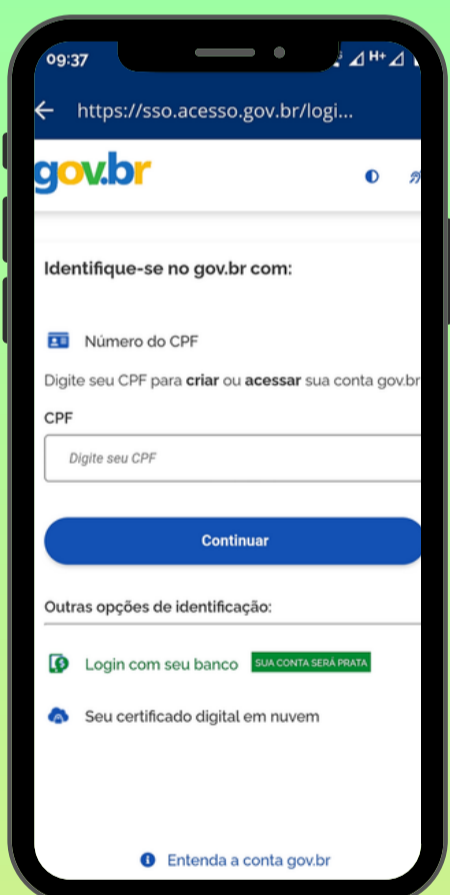 09:37
H+
https://sso.acesso.gov.br/logi...
gov.br
Identifique-se no gov.br com:
Número do CPF
Digite seu CPF para criar ou acessar sua conta gov.br
CPF
Digite seu CPF
Continuar
Outras opções de identificação:
Login com seu banco SUA CONTA SERÁ PRATA
Seu certificado digital em nuvem
Entenda a conta gov.br